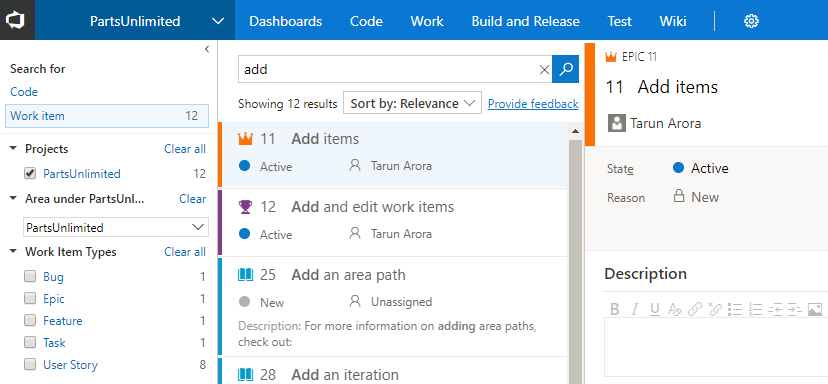 PartsUnlimited
Dashboards Code Work Build and Release Test Wiki
Search for
Code
Work item 12
Projects Clear all
PartsUnlimited 12
Area under PartsUnl... Clear
PartsUnlimited
Work Item Types Clear all
Bug 1
Epic 1
Feature 1
Task 1
User Story 8
add
Showing 12 results Sort by: Relevance Provide feedback
11 Add items
Active Tarun Arora
12 Add and edit work items
Active Tarun Arora
25 Add an area path
New Unassigned
Description: For more information on adding area paths,
check out:
28 Add an iteration
EPIC 11
11 Add items
Tarun Arora
State Active
Reason New
Description
B I U